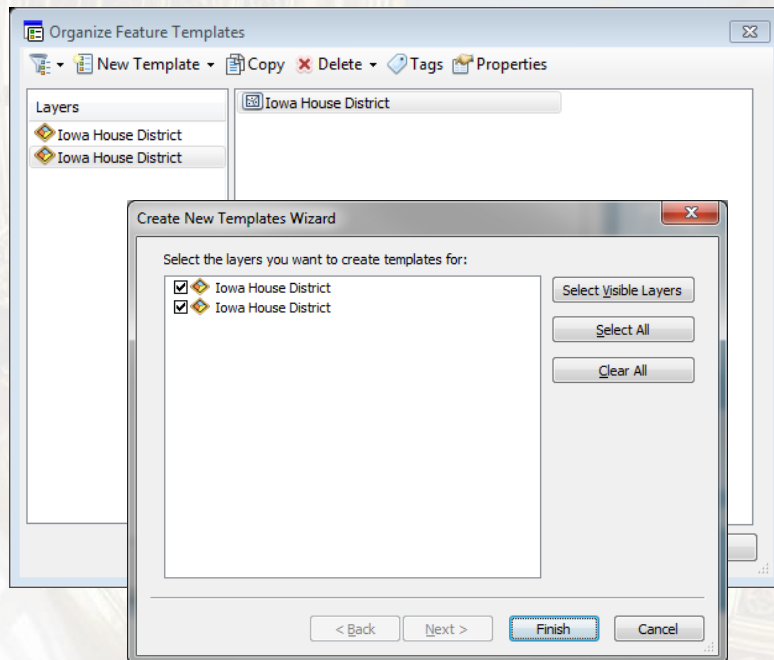 Organize Feature Templates
New Template Copy Delete Tags Properties
Layers
Iowa House District
Iowa House District
Iowa House District
Create New Templates Wizard
Select the layers you want to create templates for:
Iowa House District
Iowa House District
Select Visible Layers
Select All
Clear All
< Back Next > Finish Cancel